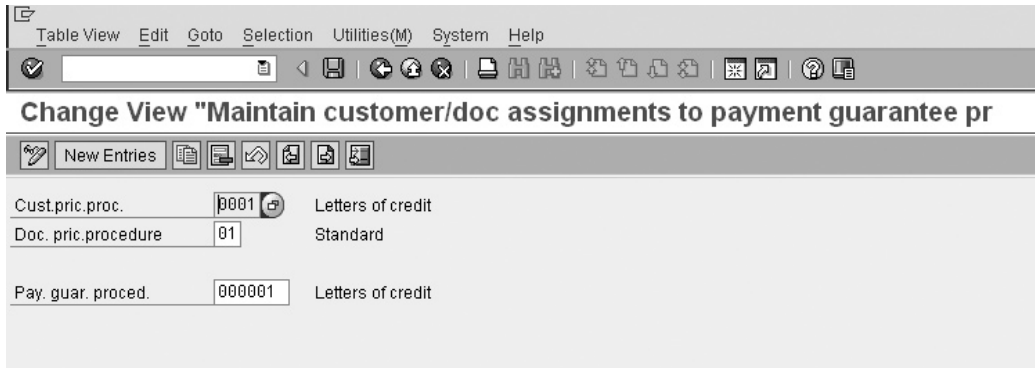 Table View Edit Goto Selection Utilities(M) System Help
Change View "Maintain customer/doc assignments to payment guarantee pr
New Entries
Cust.pric.proc. 0001 Letters of credit
Doc. pric.procedure 01 Standard
Pay. guar. proced. 000001 Letters of credit